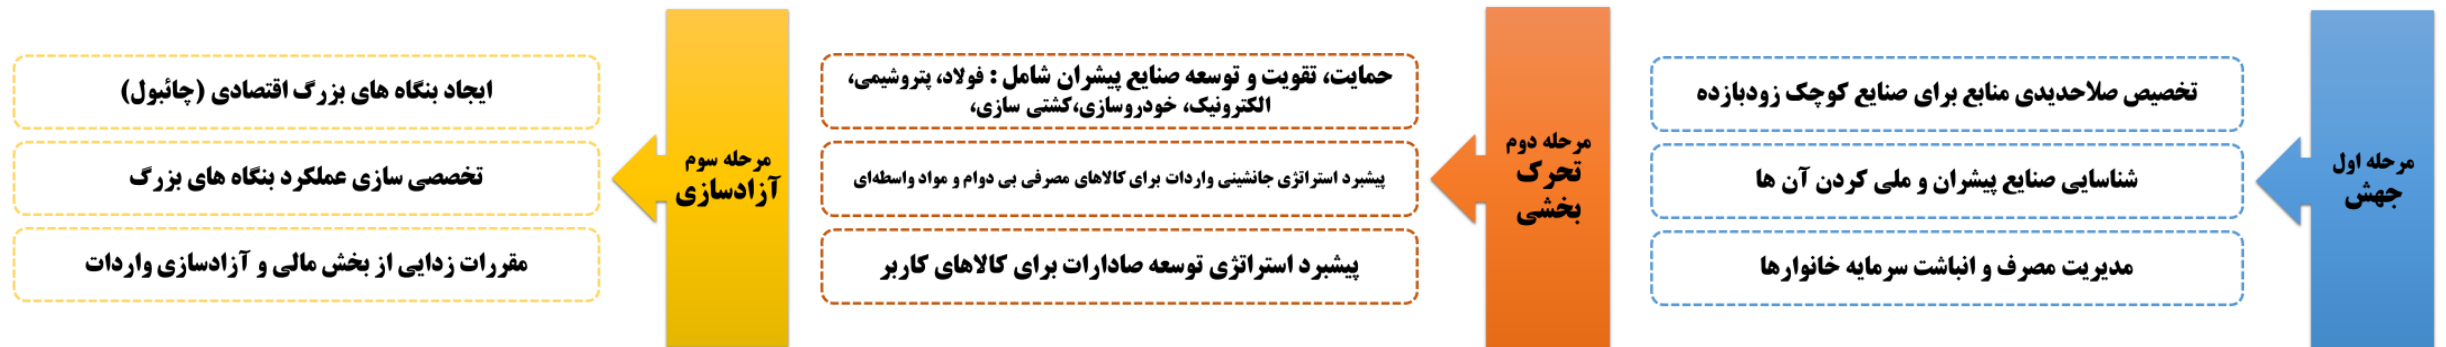 مرحله اول
جهش
تخصیص صلاحدیدی منابع برای صنایع کوچک زودبازده
شناسایی صنایع پیشران و ملی کردن آن ها
مدیریت مصرف و انباشت سرمایه خانوارها
مرحله دوم
تحرک
بخشی
حمایت، تقویت و توسعه صنایع پیشران شامل : فولاد، پتروشیمی،
الکترونیک، خودروسازی،کشتی سازی،
پیشبرد استراتژی جانشینی واردات برای کالاهای مصرفی بی دوام و مواد واسطه‌ای
پیشبرد استراتژی توسعه صادارات برای کالاهای کاربر
مرحله سوم
آزادسازی
ایجاد بنگاه های بزرگ اقتصادی (چائبول)
تخصصی سازی عملکرد بنگاه های بزرگ
مقررات زدایی از بخش مالی و آزادسازی واردات